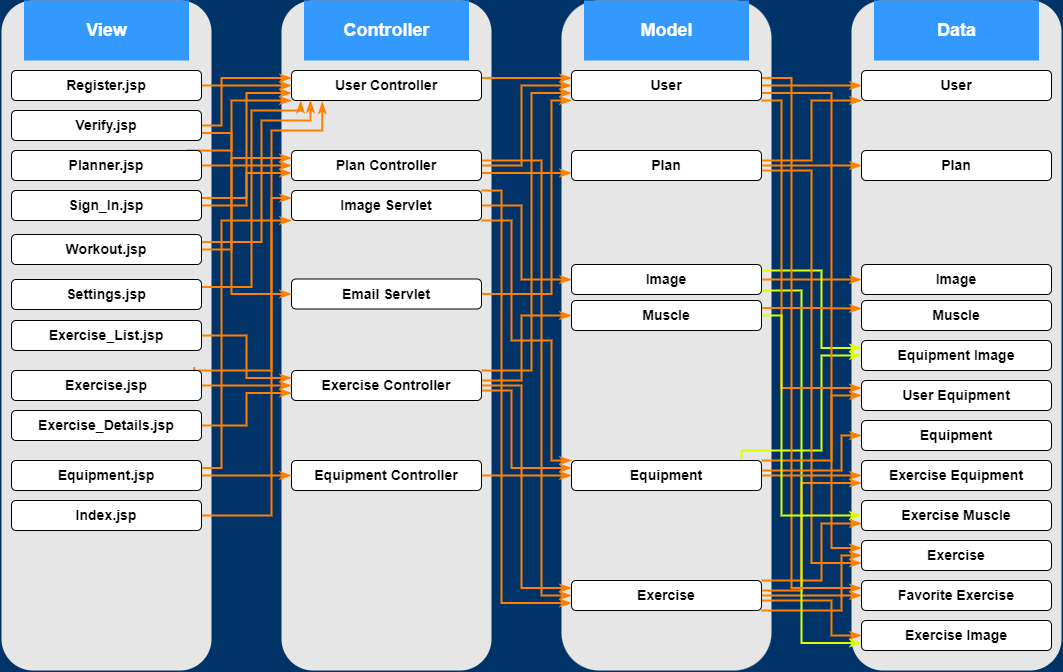 View
Register.jsp
Verify.jsp
Planner.jsp
Sign_In.jsp
Workout.jsp
Settings.jsp
Exercise_List.jsp
Exercise.jsp
Exercise_Details.jsp
Equipment.jsp
Index.jsp
Controller
User Controller
Plan Controller
Image Servlet
Email Servlet
Exercise Controller
Equipment Controller
Model
User
Plan
Image
Muscle
Equipment
Exercise
Data
User
Plan
Image
Muscle
Equipment Image
User Equipment
Equipment
Exercise Equipment
Exercise Muscle
Exercise
Favorite Exercise
Exercise Image